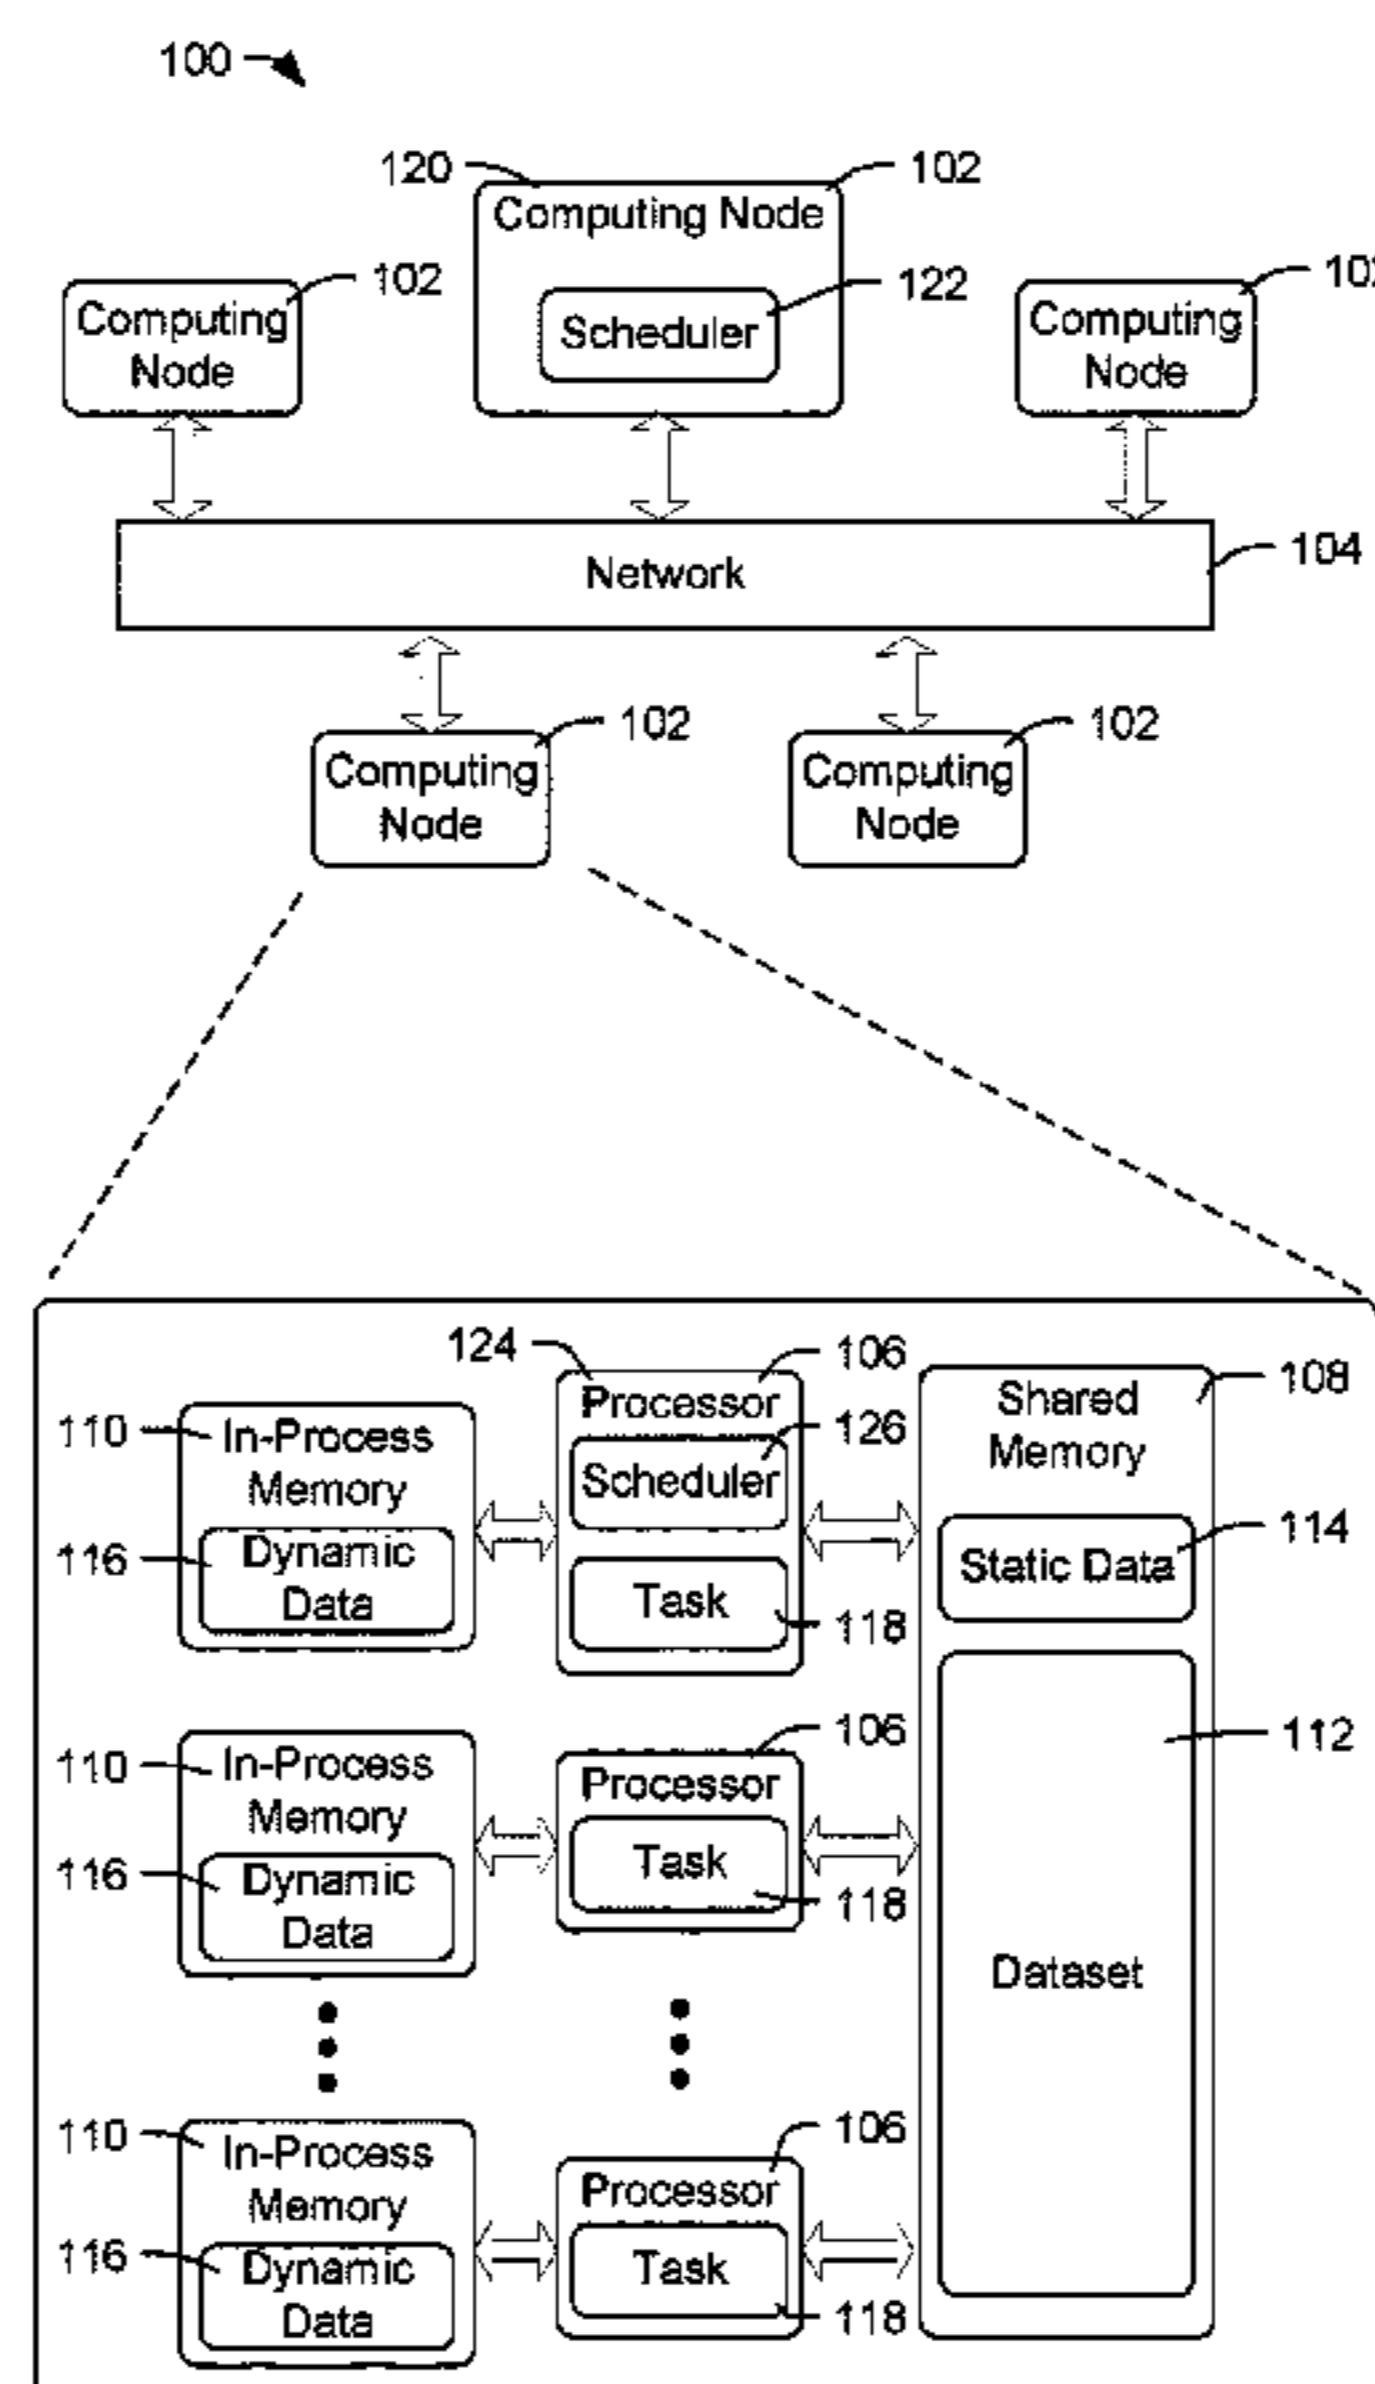 100
120
102
Computing Node
102
Computing
Node
122
Scheduler
Computing
Node
Network
104
102
Computing
Node
102
Computing
Node
124
106
Processor
126
Scheduler
Task
118
110
In-Process
Memory
116
Dynamic
Data
108
Shared
Memory
114
Static Data
112
Dataset
110
In-Process
Memory
116
Dynamic
Data
106
Processor
Task
118
110
In-Process
Memory
116
Dynamic
Data
106
Processor
Task
118